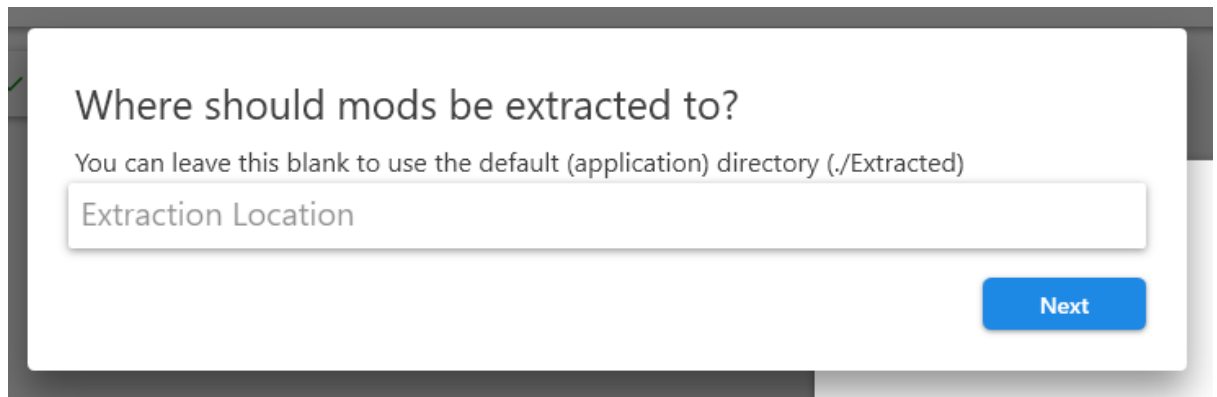 Where should mods be extracted to?
You can leave this blank to use the default (application) directory (./Extracted)
Extraction Location
Next